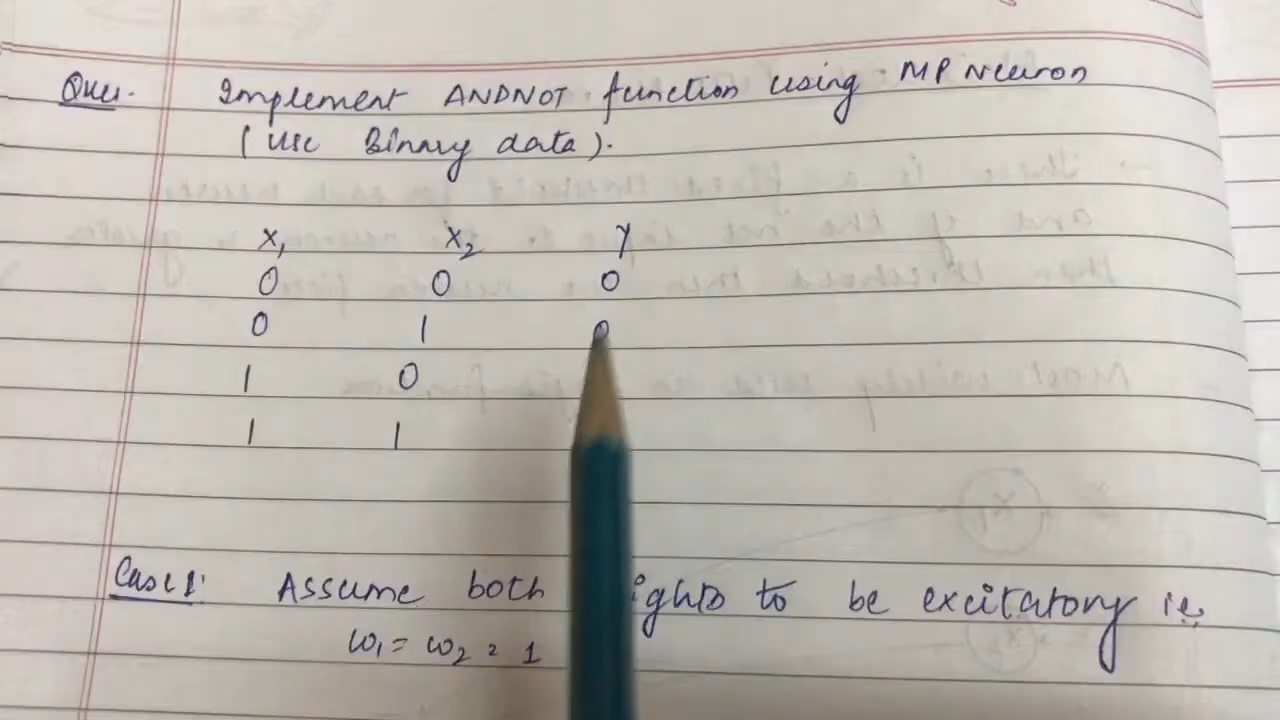 Ques. Implement ANDNOT function using MP Neuron
(Use Binary data).
X1 X2 Y
0 0 0
0 1 0
1 0
1 1
Case 1: Assume both to be excitatory i.e.
w1 = w2 = 1